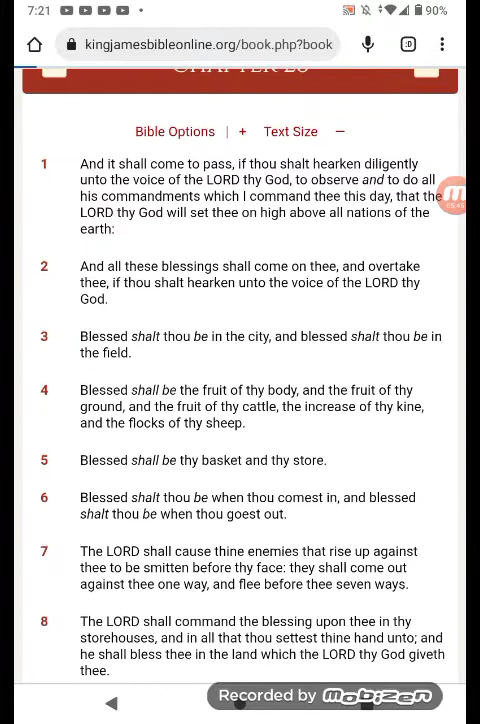 7:21
90%
kingjamesbibleonline.org/book.php?book
:D
Bible Options | + Text Size −
1 And it shall come to pass, if thou shalt hearken diligently
unto the voice of the LORD thy God, to observe and to do all
his commandments which I command thee this day, that the
LORD thy God will set thee on high above all nations of the
earth:
05:45
2 And all these blessings shall come on thee, and overtake
thee, if thou shalt hearken unto the voice of the LORD thy
God.
3 Blessed shalt thou be in the city, and blessed shalt thou be in
the field.
4 Blessed shall be the fruit of thy body, and the fruit of thy
ground, and the fruit of thy cattle, the increase of thy kine,
and the flocks of thy sheep.
5 Blessed shall be thy basket and thy store.
6 Blessed shalt thou be when thou comest in, and blessed
shalt thou be when thou goest out.
7 The LORD shall cause thine enemies that rise up against
thee to be smitten before thy face: they shall come out
against thee one way, and flee before thee seven ways.
8 The LORD shall command the blessing upon thee in thy
storehouses, and in all that thou settest thine hand unto; and
he shall bless thee in the land which the LORD thy God giveth
thee.
Recorded by mobizen